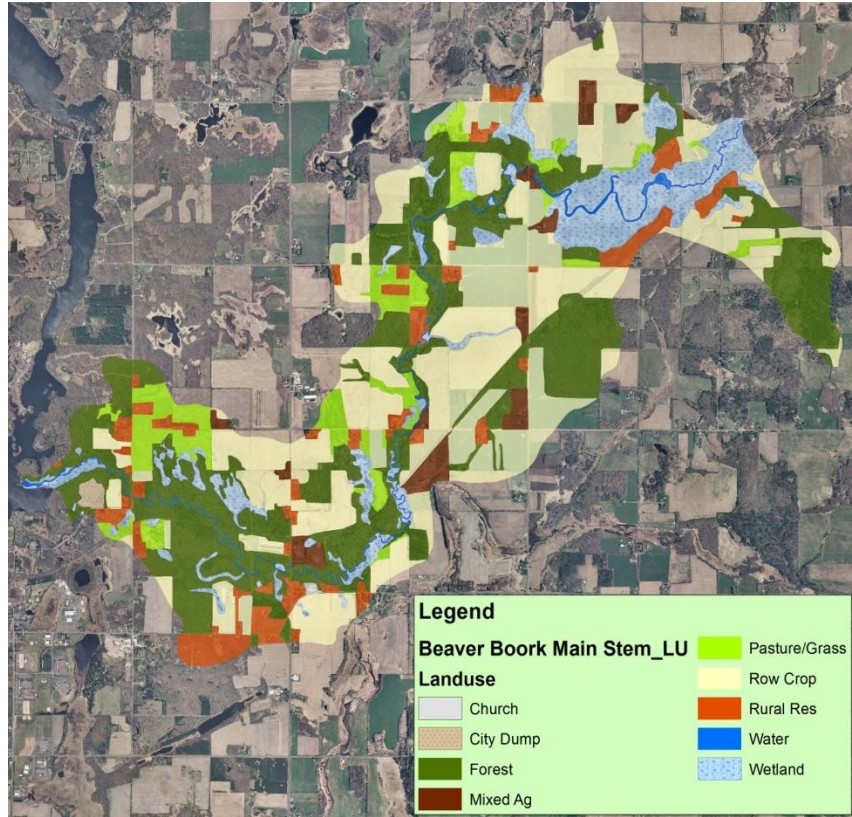 Legend
Beaver Boork Main Stem_LU
Landuse
Church
City Dump
Forest
Mixed Ag
Pasture/Grass
Row Crop
Rural Res
Water
Wetland